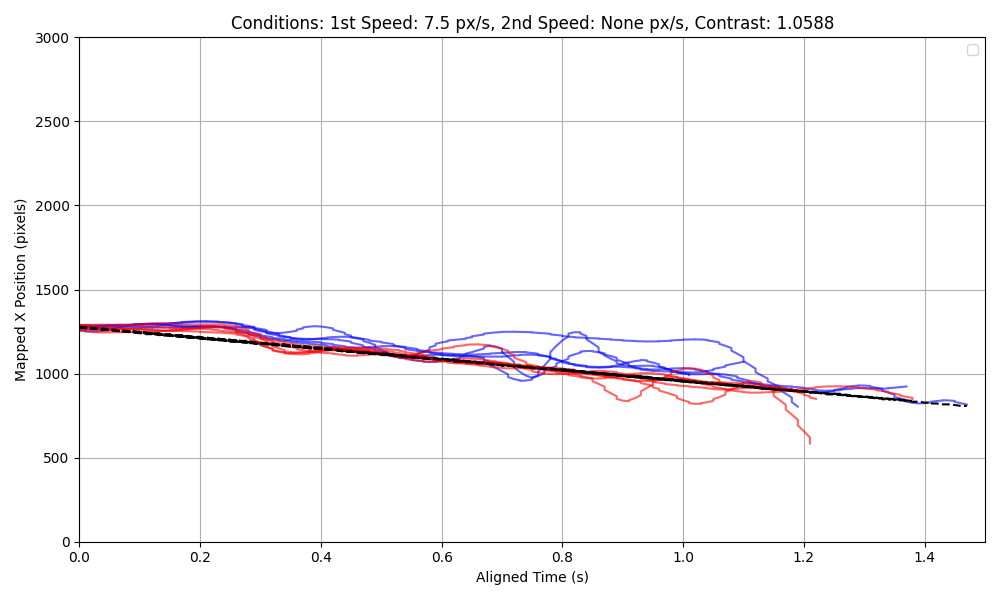 Conditions: 1st Speed: 7.5 px/s, 2nd Speed: None px/s, Contrast: 1.0588
Mapped X Position (pixels)
3000
2500
2000
1500
1000
500
0
0.0 0.2 0.4 0.6 0.8 1.0 1.2 1.4
Aligned Time (s)